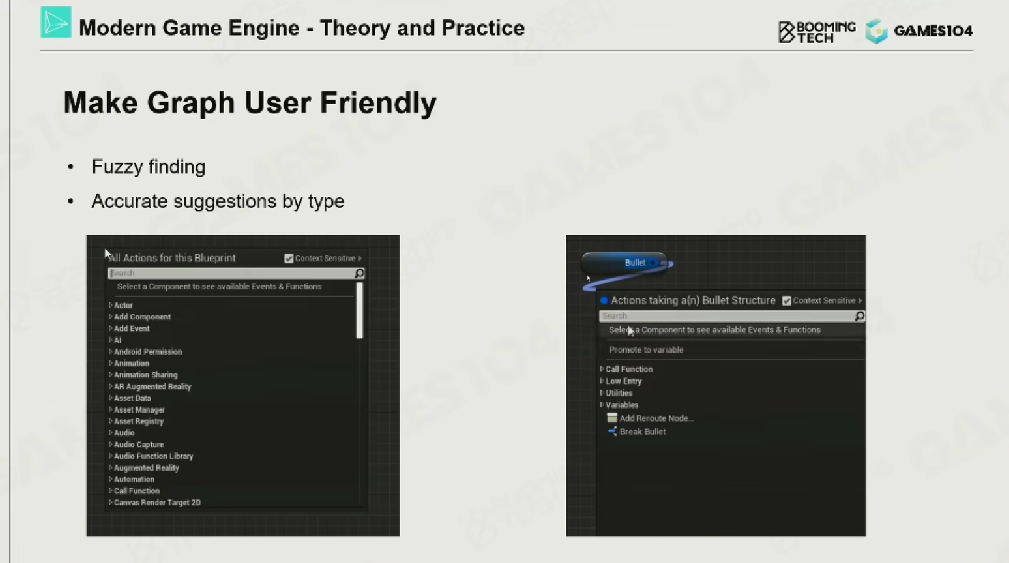 Modern Game Engine - Theory and Practice
BOOMING
TECH
GAMES104
Make Graph User Friendly
• Fuzzy finding
• Accurate suggestions by type
All Actions for this Blueprint
Context Sensitive
Search
Select a Component to see available Events & Functions
Actor
Add Component
Add Event
AI
Android Permission
Animation
Animation Sharing
AR Augmented Reality
Asset Data
Asset Manager
Asset Registry
Audio
Audio Capture
Audio Function Library
Augmented Reality
Automation
Call Function
Canvas Render Target 2D
Bullet
Actions taking a(n) Bullet Structure
Context Sensitive
Search
Select a Component to see available Events & Functions
Promote to variable
Call Function
Low Entry
Utilities
Variables
Add Reroute Node...
Break Bullet